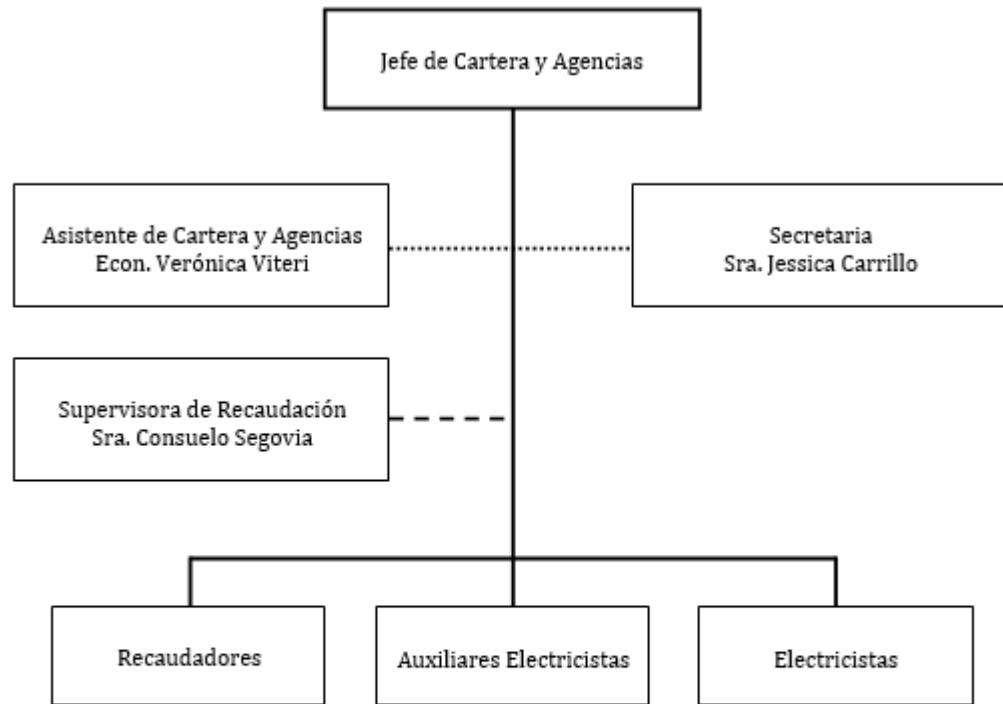 Jefe de Cartera y Agencias
Asistente de Cartera y Agencias
Econ. Verónica Viteri
Secretaria
Sra. Jessica Carrillo
Supervisora de Recaudación
Sra. Consuelo Segovia
Recaudadores
Auxiliares Electricistas
Electricistas